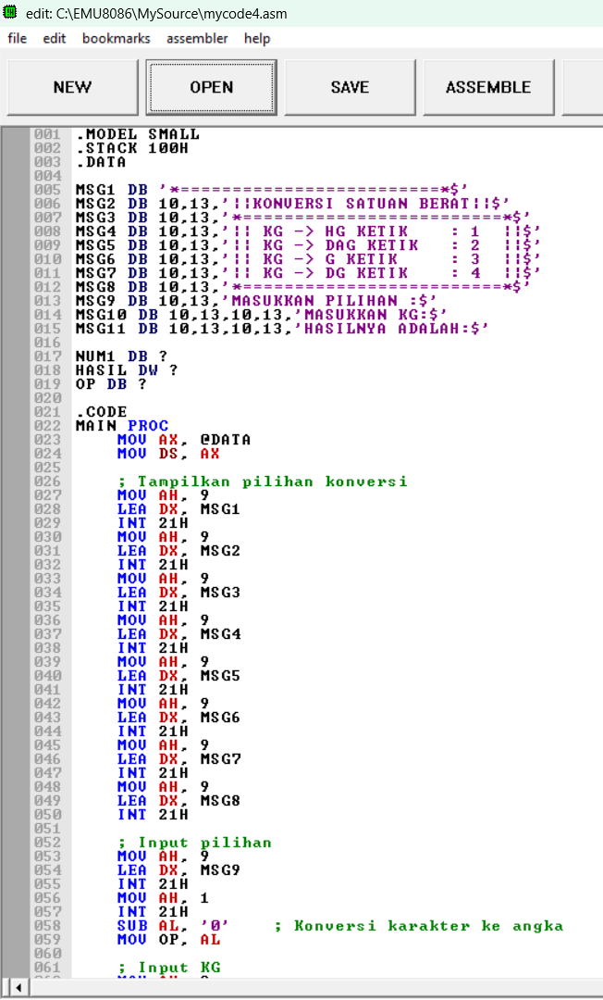 edit: C:\EMU8086\MySource\mycode4.asm
file edit bookmarks assembler help
NEW OPEN SAVE ASSEMBLE
001 .MODEL SMALL
002 .STACK 100H
003 .DATA
004
005 MSG1 DB '*=========================*$'
006 MSG2 DB 10,13,'||KONVERSI SATUAN BERAT||$'
007 MSG3 DB 10,13,'*=========================*$'
008 MSG4 DB 10,13,'|| KG -> HG KETIK    : 1  ||$'
009 MSG5 DB 10,13,'|| KG -> DAG KETIK   : 2  ||$'
010 MSG6 DB 10,13,'|| KG -> G KETIK     : 3  ||$'
011 MSG7 DB 10,13,'|| KG -> DG KETIK    : 4  ||$'
012 MSG8 DB 10,13,'*=========================*$'
013 MSG9 DB 10,13,'MASUKKAN PILIHAN :$'
014 MSG10 DB 10,13,10,13,'MASUKKAN KG:$'
015 MSG11 DB 10,13,10,13,'HASILNYA ADALAH:$'
016
017 NUM1 DB ?
018 HASIL DW ?
019 OP DB ?
020
021 .CODE
022 MAIN PROC
023 MOV AX, @DATA
024 MOV DS, AX
025
026 ; Tampilkan pilihan konversi
027 MOV AH, 9
028 LEA DX, MSG1
029 INT 21H
030 MOV AH, 9
031 LEA DX, MSG2
032 INT 21H
033 MOV AH, 9
034 LEA DX, MSG3
035 INT 21H
036 MOV AH, 9
037 LEA DX, MSG4
038 INT 21H
039 MOV AH, 9
040 LEA DX, MSG5
041 INT 21H
042 MOV AH, 9
043 LEA DX, MSG6
044 INT 21H
045 MOV AH, 9
046 LEA DX, MSG7
047 INT 21H
048 MOV AH, 9
049 LEA DX, MSG8
050 INT 21H
051
052 ; Input pilihan
053 MOV AH, 9
054 LEA DX, MSG9
055 INT 21H
056 MOV AH, 1
057 INT 21H
058 SUB AL, '0'    ; Konversi karakter ke angka
059 MOV OP, AL
060
061 ; Input KG